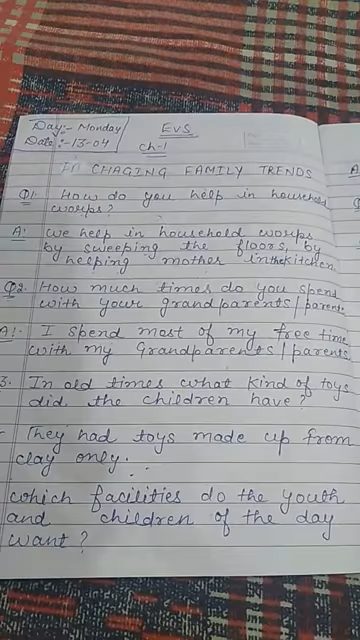 Day:- Monday
Date:-13-04
EVS
Ch-1
CHAGING FAMILY TRENDS
Q1. How do you help in household
woups?
A. We help in household woups
by sweeping the floors, by
helping mother in the kitchen.
Q2. How much times do you spend
with your grandparents/parents
A1:- I spend most of my free time
with my Grandparents/parents
3. In old times what kind of toys
did the children have?
- They had toys made up from
clay only.
which facilities do the youth
and children of the day
want?
A
Q